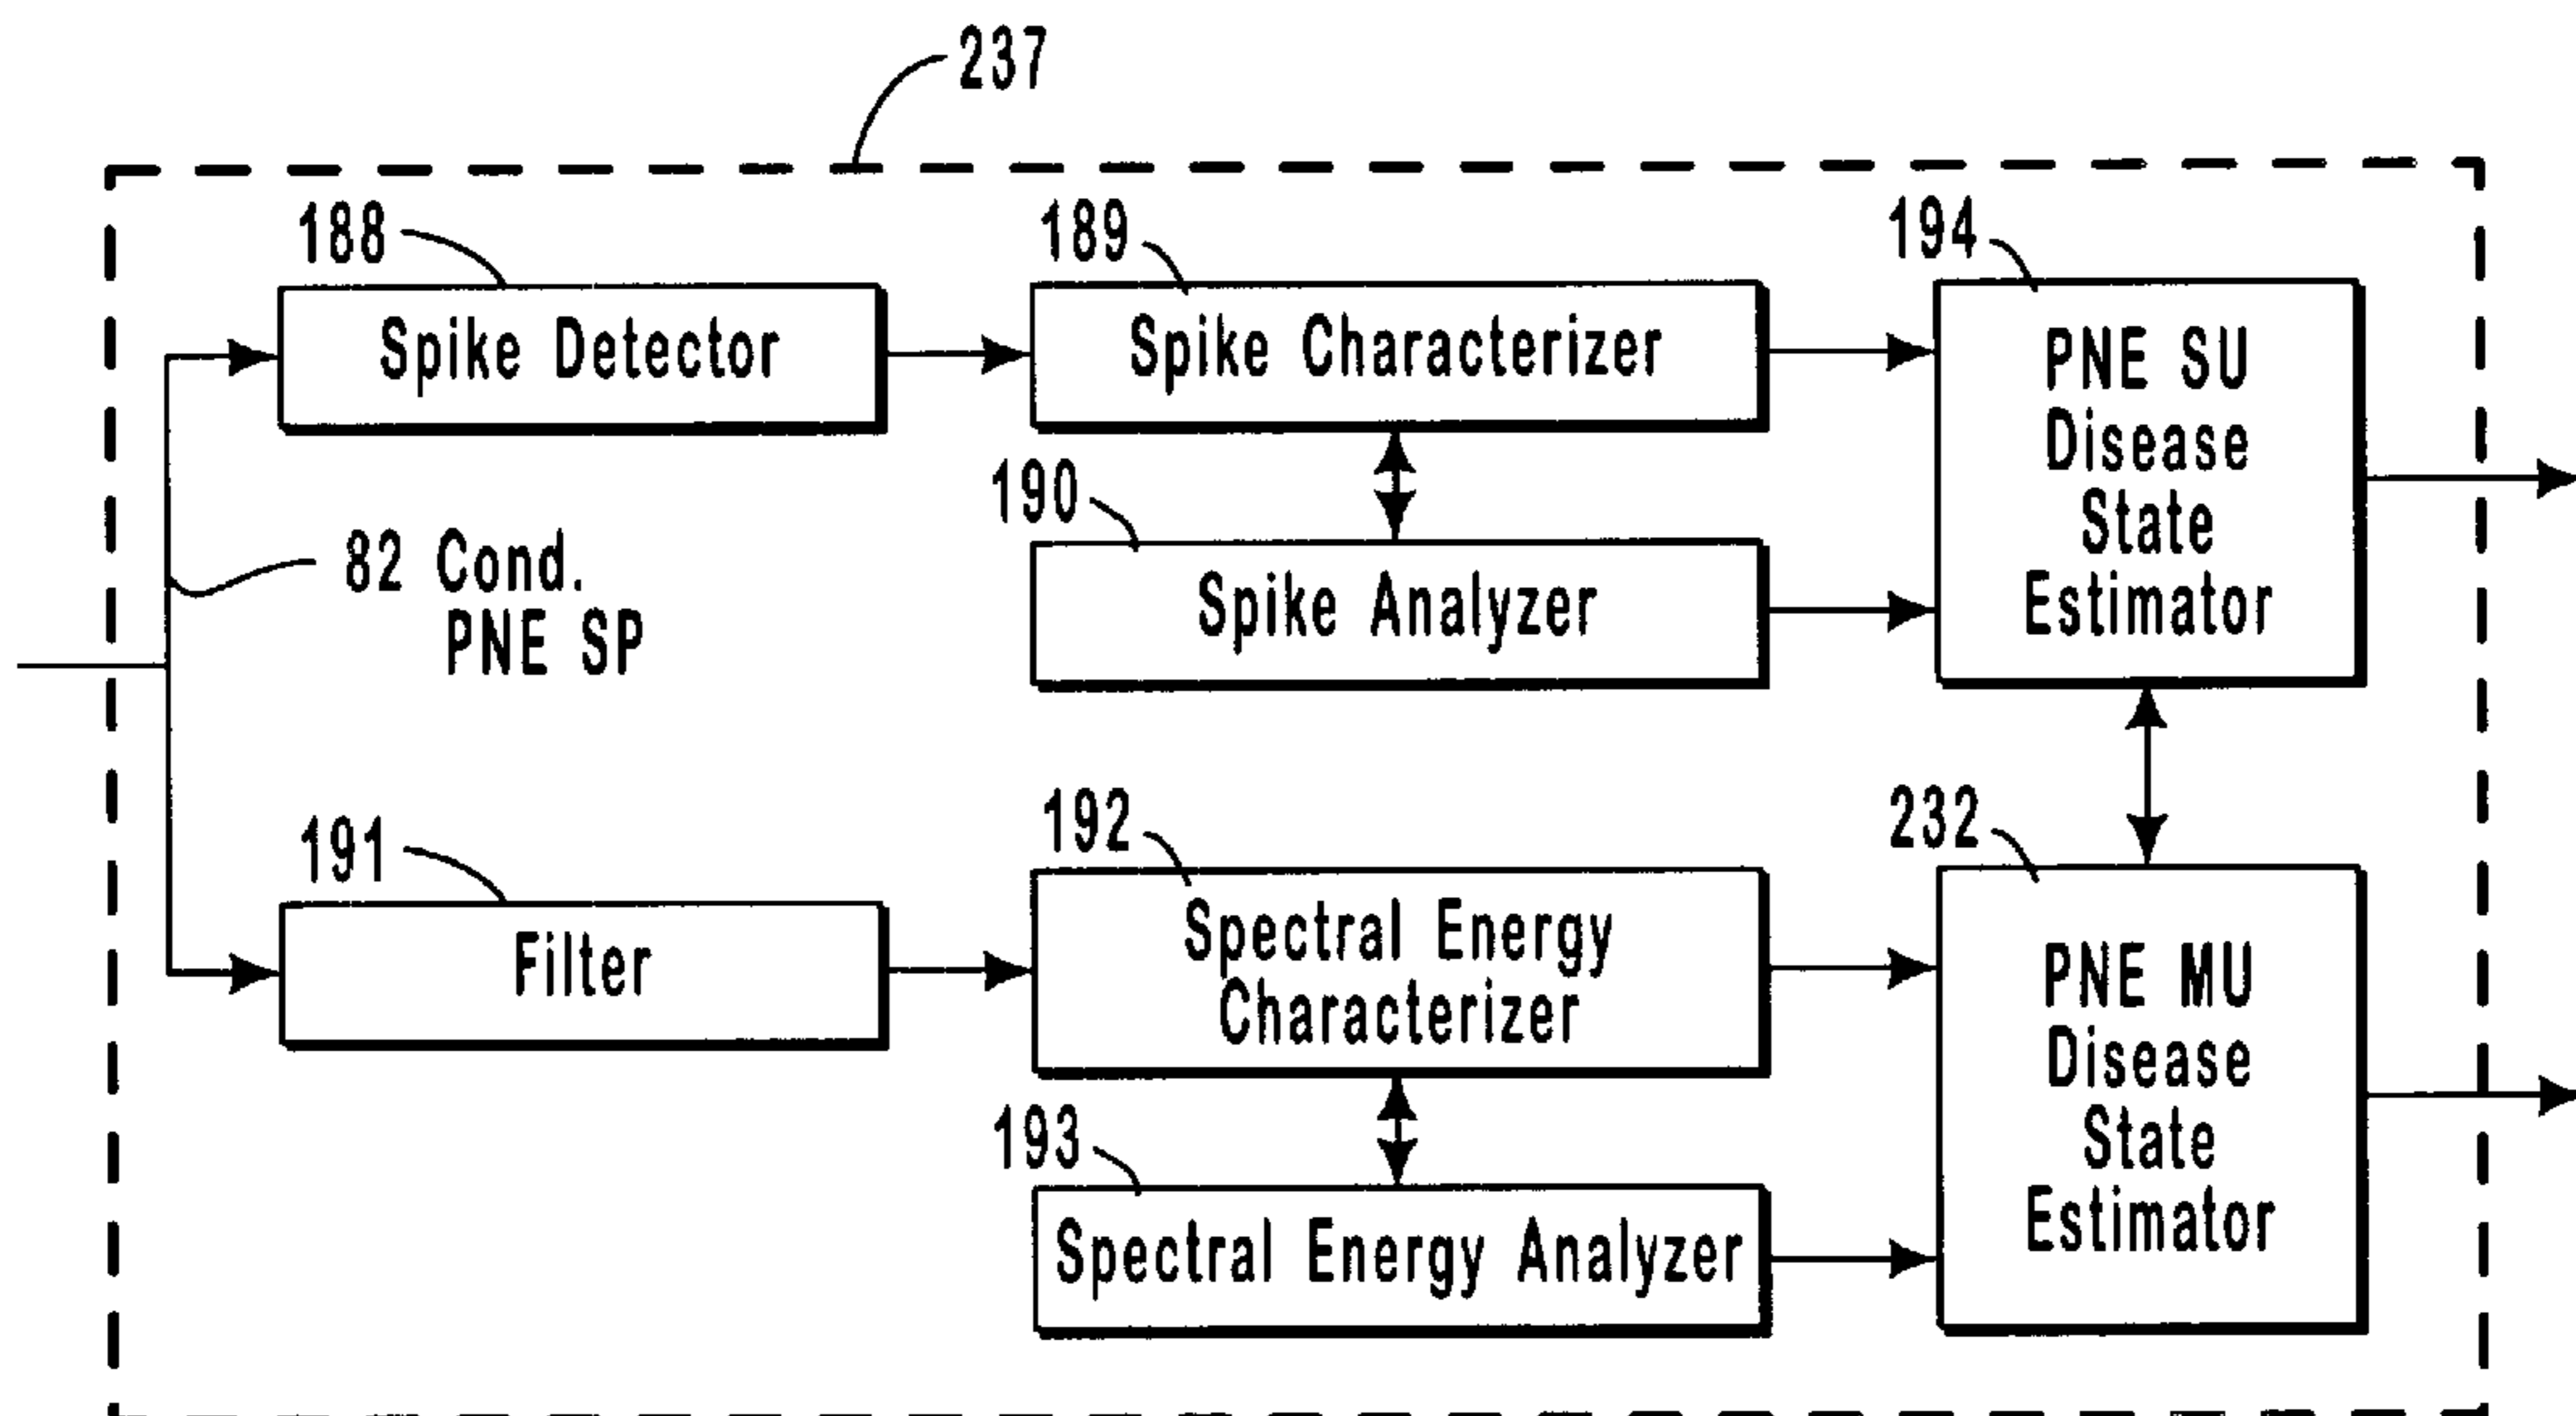 237
188
Spike Detector
189
Spike Characterizer
194
PNE SU
Disease
State
Estimator
190
Spike Analyzer
82 Cond.
PNE SP
191
Filter
192
Spectral Energy
Characterizer
232
PNE MU
Disease
State
Estimator
193
Spectral Energy Analyzer